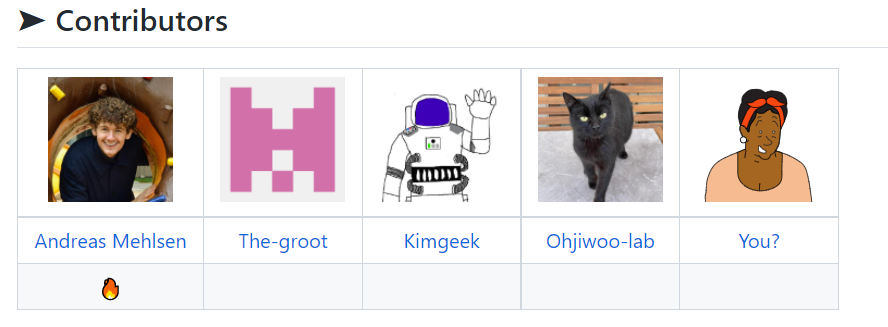 ➤ Contributors
Andreas Mehlsen The-groot Kimgeek Ohjiwoo-lab You?